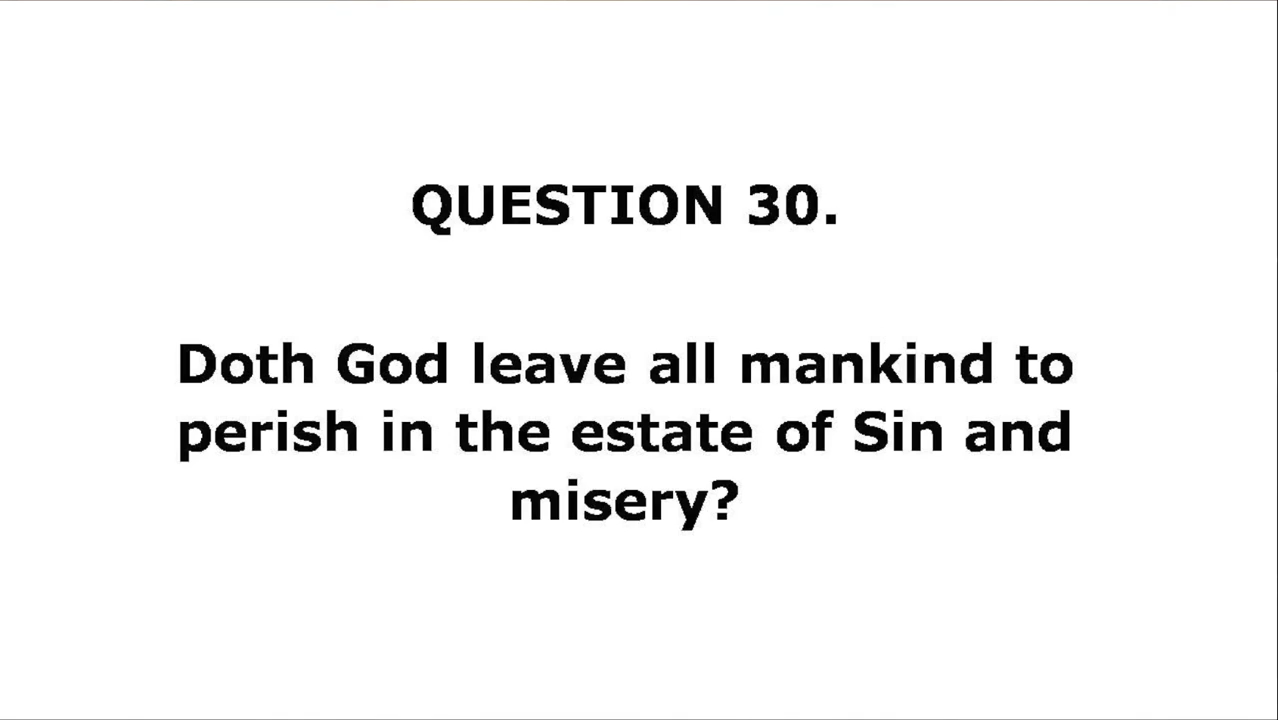 QUESTION 30.
Doth God leave all mankind to
perish in the estate of Sin and
misery?